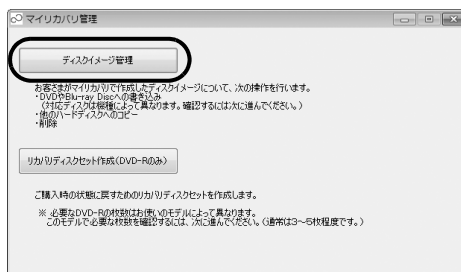 マイリカバリ管理
ディスクイメージ管理
お客さまがマイリカバリで作成したディスクイメージについて、次の操作を行います。
・DVDやBlu-ray Discへの書き込み
(対応ディスクは機種によって異なります。確認するには次に進んでください。)
・他のハードディスクへのコピー
・削除
リカバリディスクセット作成(DVD-Rのみ)
ご購入時の状態に戻すためのリカバリディスクセットを作成します。
※ 必要なDVD-Rの枚数はお使いのモデルによって異なります。
このモデルで必要な枚数を確認するには、次に進んでください。(通常は3～5枚程度です。)